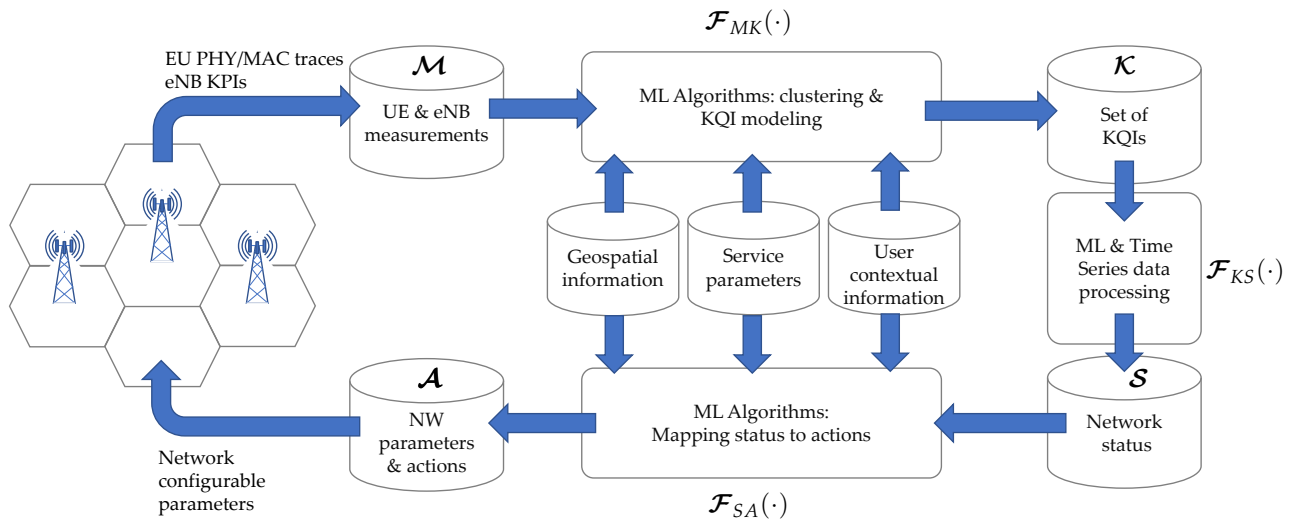 𝓕_MK(·)
EU PHY/MAC traces
eNB KPIs
𝓜
UE & eNB
measurements
ML Algorithms: clustering &
KQI modeling
𝓚
Set of
KQIs
Geospatial
information
Service
parameters
User
contextual
information
ML & Time
Series data
processing
𝓕_KS(·)
𝓐
NW
parameters
& actions
ML Algorithms:
Mapping status to actions
𝓢
Network
status
Network
configurable
parameters
𝓕_SA(·)